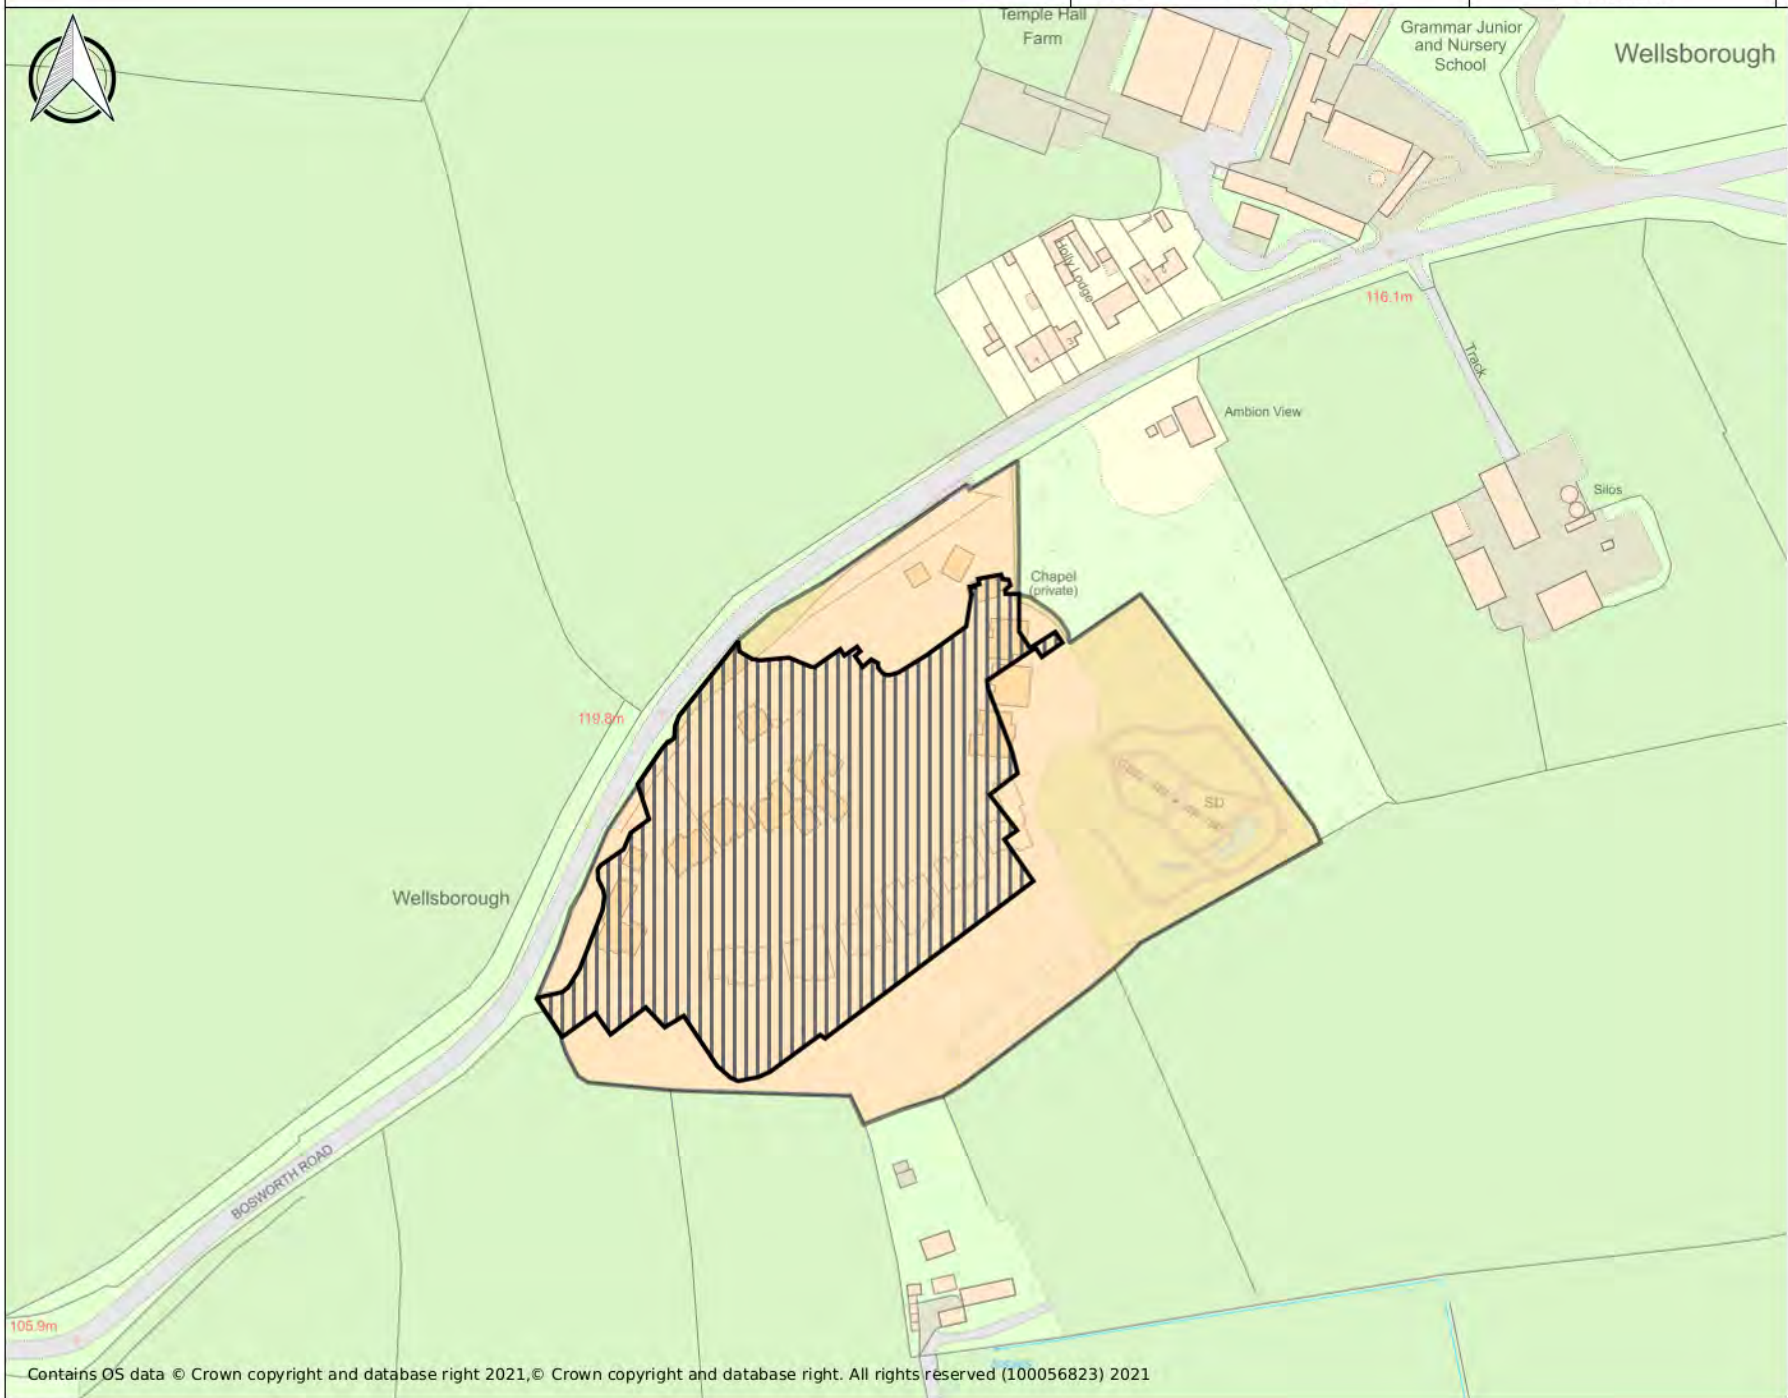 Temple Hall
Farm
Grammar Junior
and Nursery
School
Wellsborough
Holly Lodge
116.1m
Track
Ambion View
Silos
Chapel
(private)
119.8m
SD
Wellsborough
BOSWORTH ROAD
105.9m
Contains OS data © Crown copyright and database right 2021,© Crown copyright and database right. All rights reserved (100056823) 2021